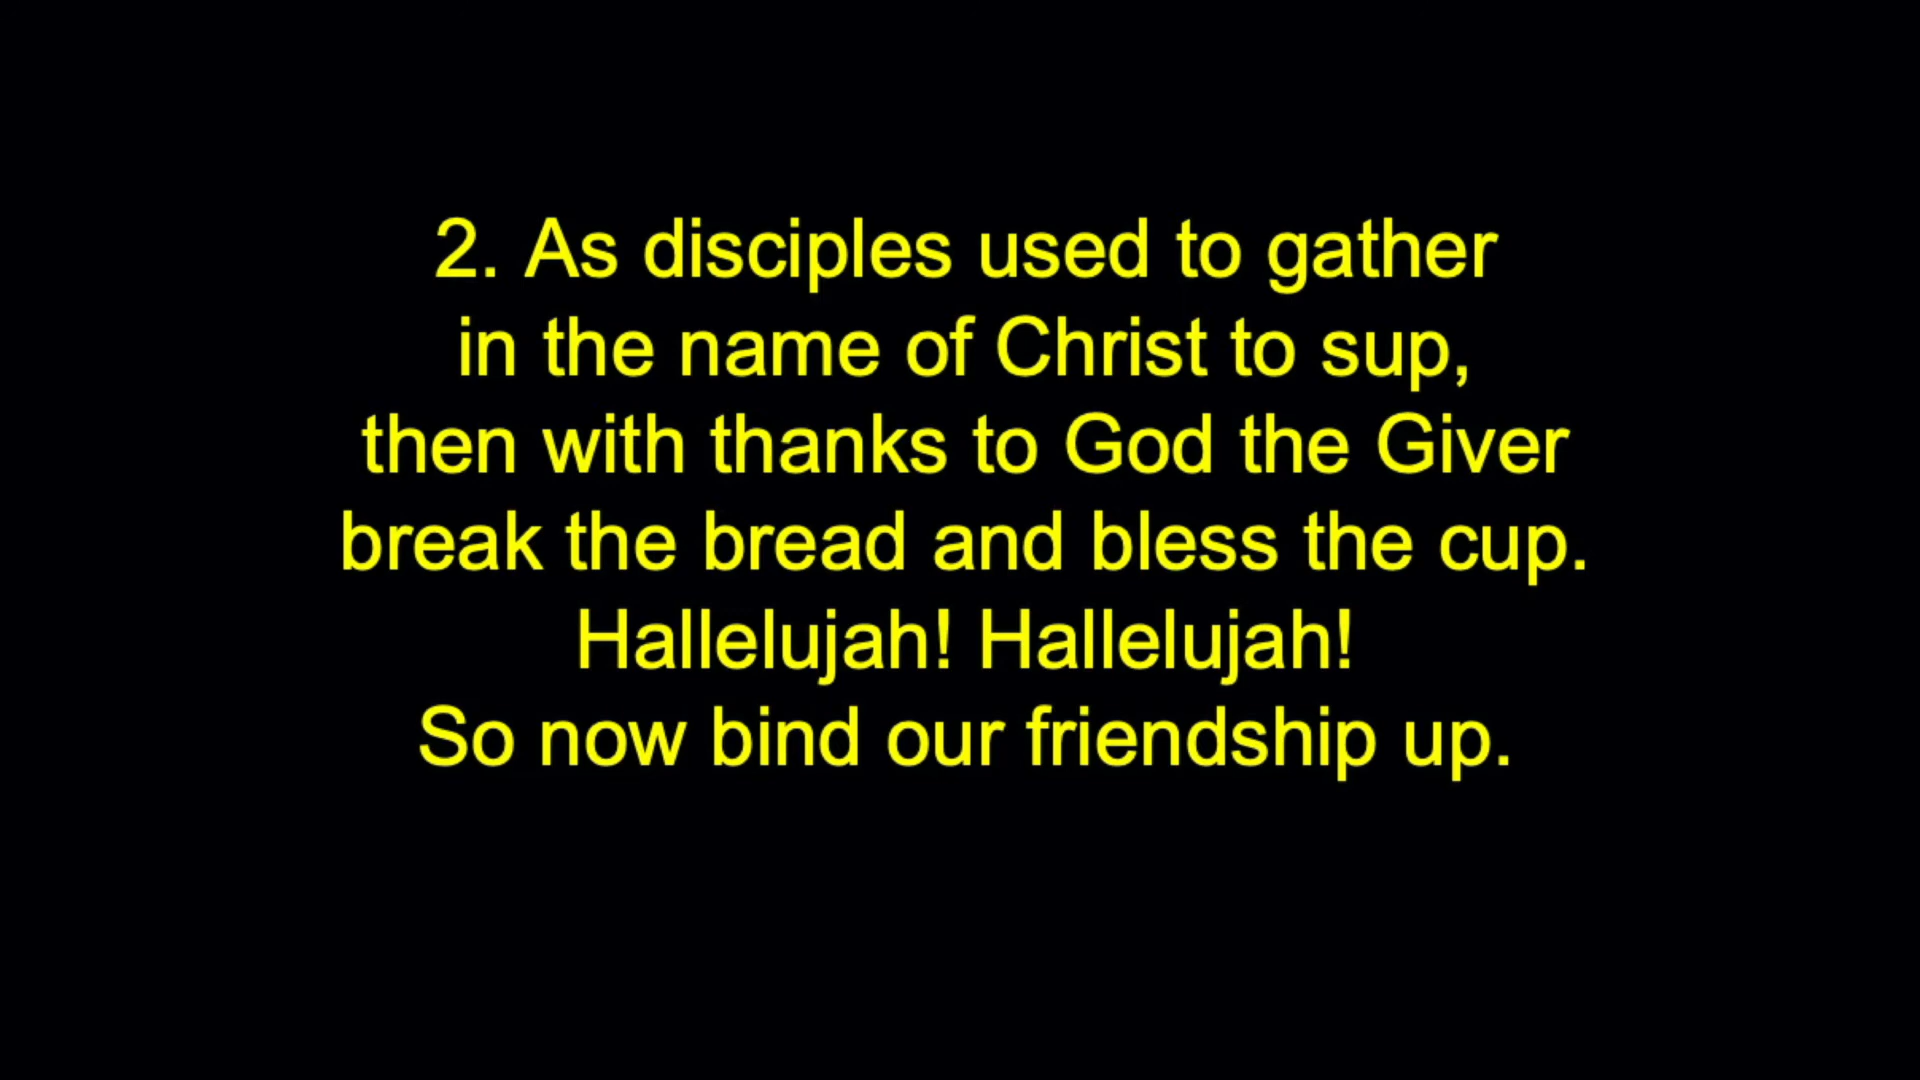 2. As disciples used to gather
in the name of Christ to sup,
then with thanks to God the Giver
break the bread and bless the cup.
Hallelujah! Hallelujah!
So now bind our friendship up.